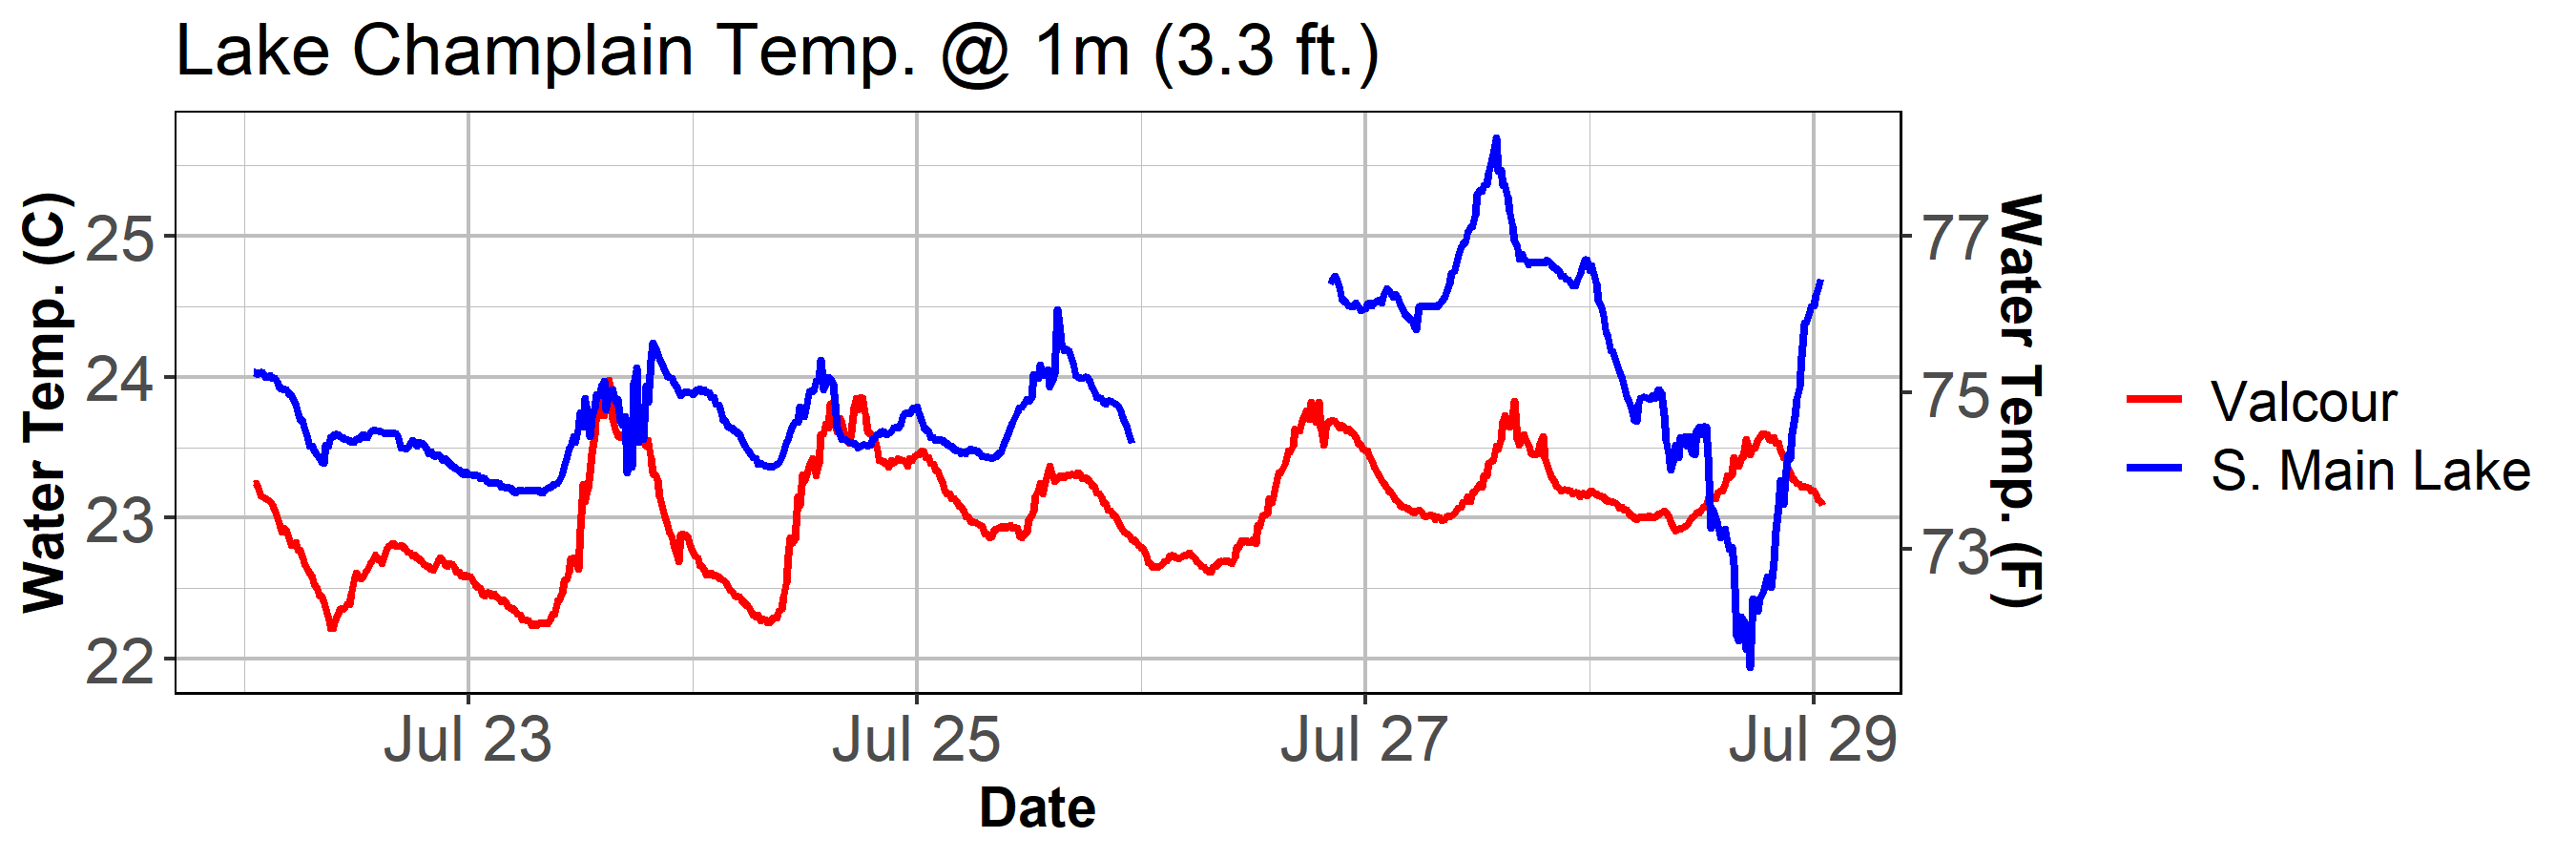 Lake Champlain Temp. @ 1m (3.3 ft.)
Water Temp. (C)
25
24
23
22
77
75
73
Water Temp. (F)
Jul 23
Jul 25
Jul 27
Jul 29
Date
Valcour
S. Main Lake